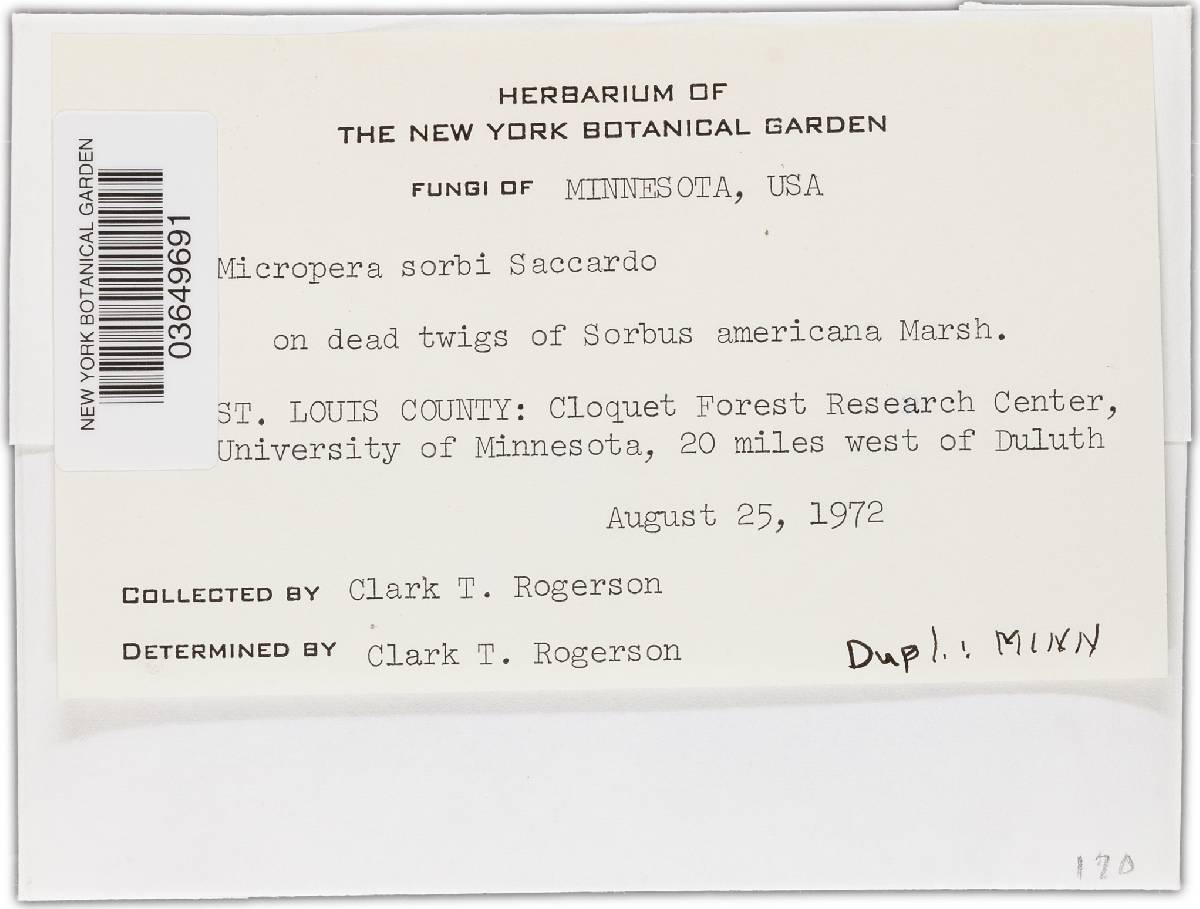 HERBARIUM OF
THE NEW YORK BOTANICAL GARDEN
FUNGI OF MINNESOTA, USA
Micropera sorbi Saccardo
on dead twigs of Sorbus americana Marsh.
ST. LOUIS COUNTY: Cloquet Forest Research Center,
University of Minnesota, 20 miles west of Duluth
August 25, 1972
COLLECTED BY Clark T. Rogerson
DETERMINED BY Clark T. Rogerson
Dupl.: MINN
NEW YORK BOTANICAL GARDEN
03649691
170